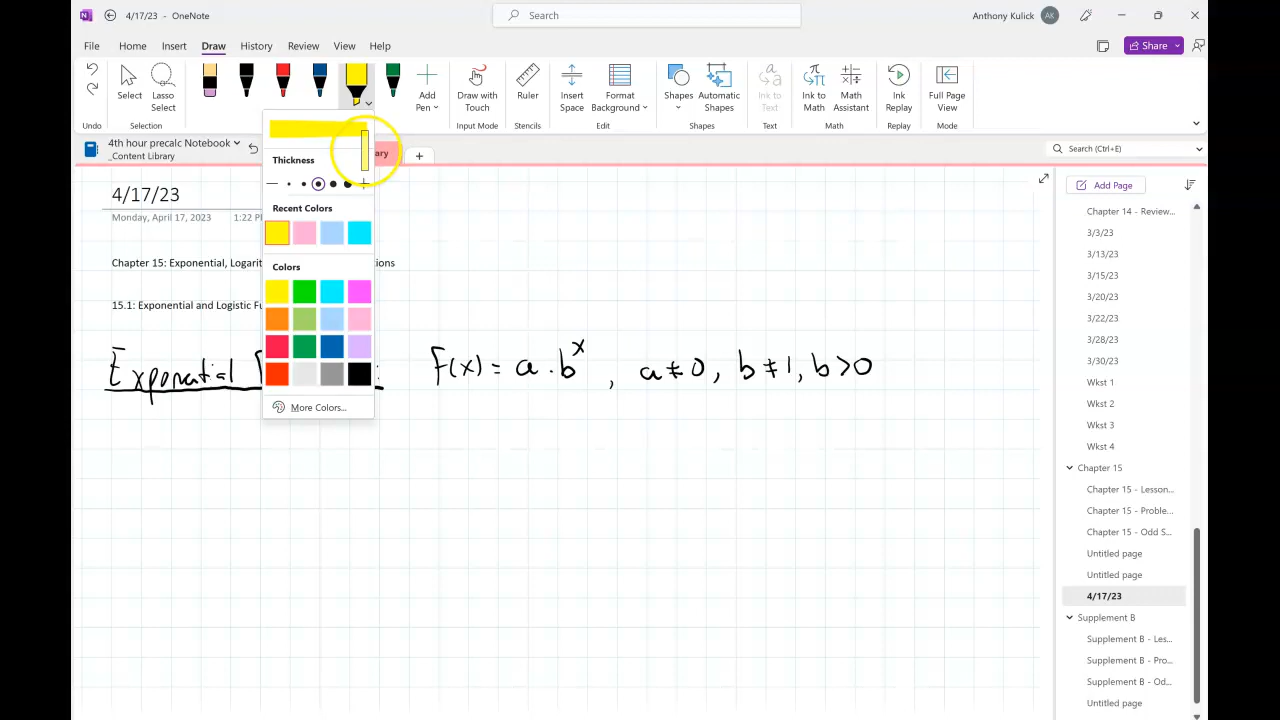 4/17/23 - OneNote
Search
Anthony Kulick
AK
File Home Insert Draw History Review View Help
Share
Select
Lasso Select
Add Pen
Draw with Touch
Ruler
Insert Space
Format Background
Shapes
Automatic Shapes
Ink to Text
Ink to Math
Math Assistant
Ink Replay
Full Page View
Undo
Selection
Input Mode
Stencils
Edit
Shapes
Text
Math
Replay
Mode
4th hour precalc Notebook
_Content Library
ary
+
Search (Ctrl+E)
Thickness
Recent Colors
Colors
More Colors...
4/17/23
Monday, April 17, 2023 1:22 P
Chapter 15: Exponential, Logarit ions
15.1: Exponential and Logistic Fu
Exponential F : F(x) = a · b^x , a ≠ 0, b ≠ 1, b > 0
Add Page
Chapter 14 - Review...
3/3/23
3/13/23
3/15/23
3/20/23
3/22/23
3/28/23
3/30/23
Wkst 1
Wkst 2
Wkst 3
Wkst 4
Chapter 15
Chapter 15 - Lesson...
Chapter 15 - Proble...
Chapter 15 - Odd S...
Untitled page
Untitled page
4/17/23
Supplement B
Supplement B - Les...
Supplement B - Pro...
Supplement B - Od...
Untitled page